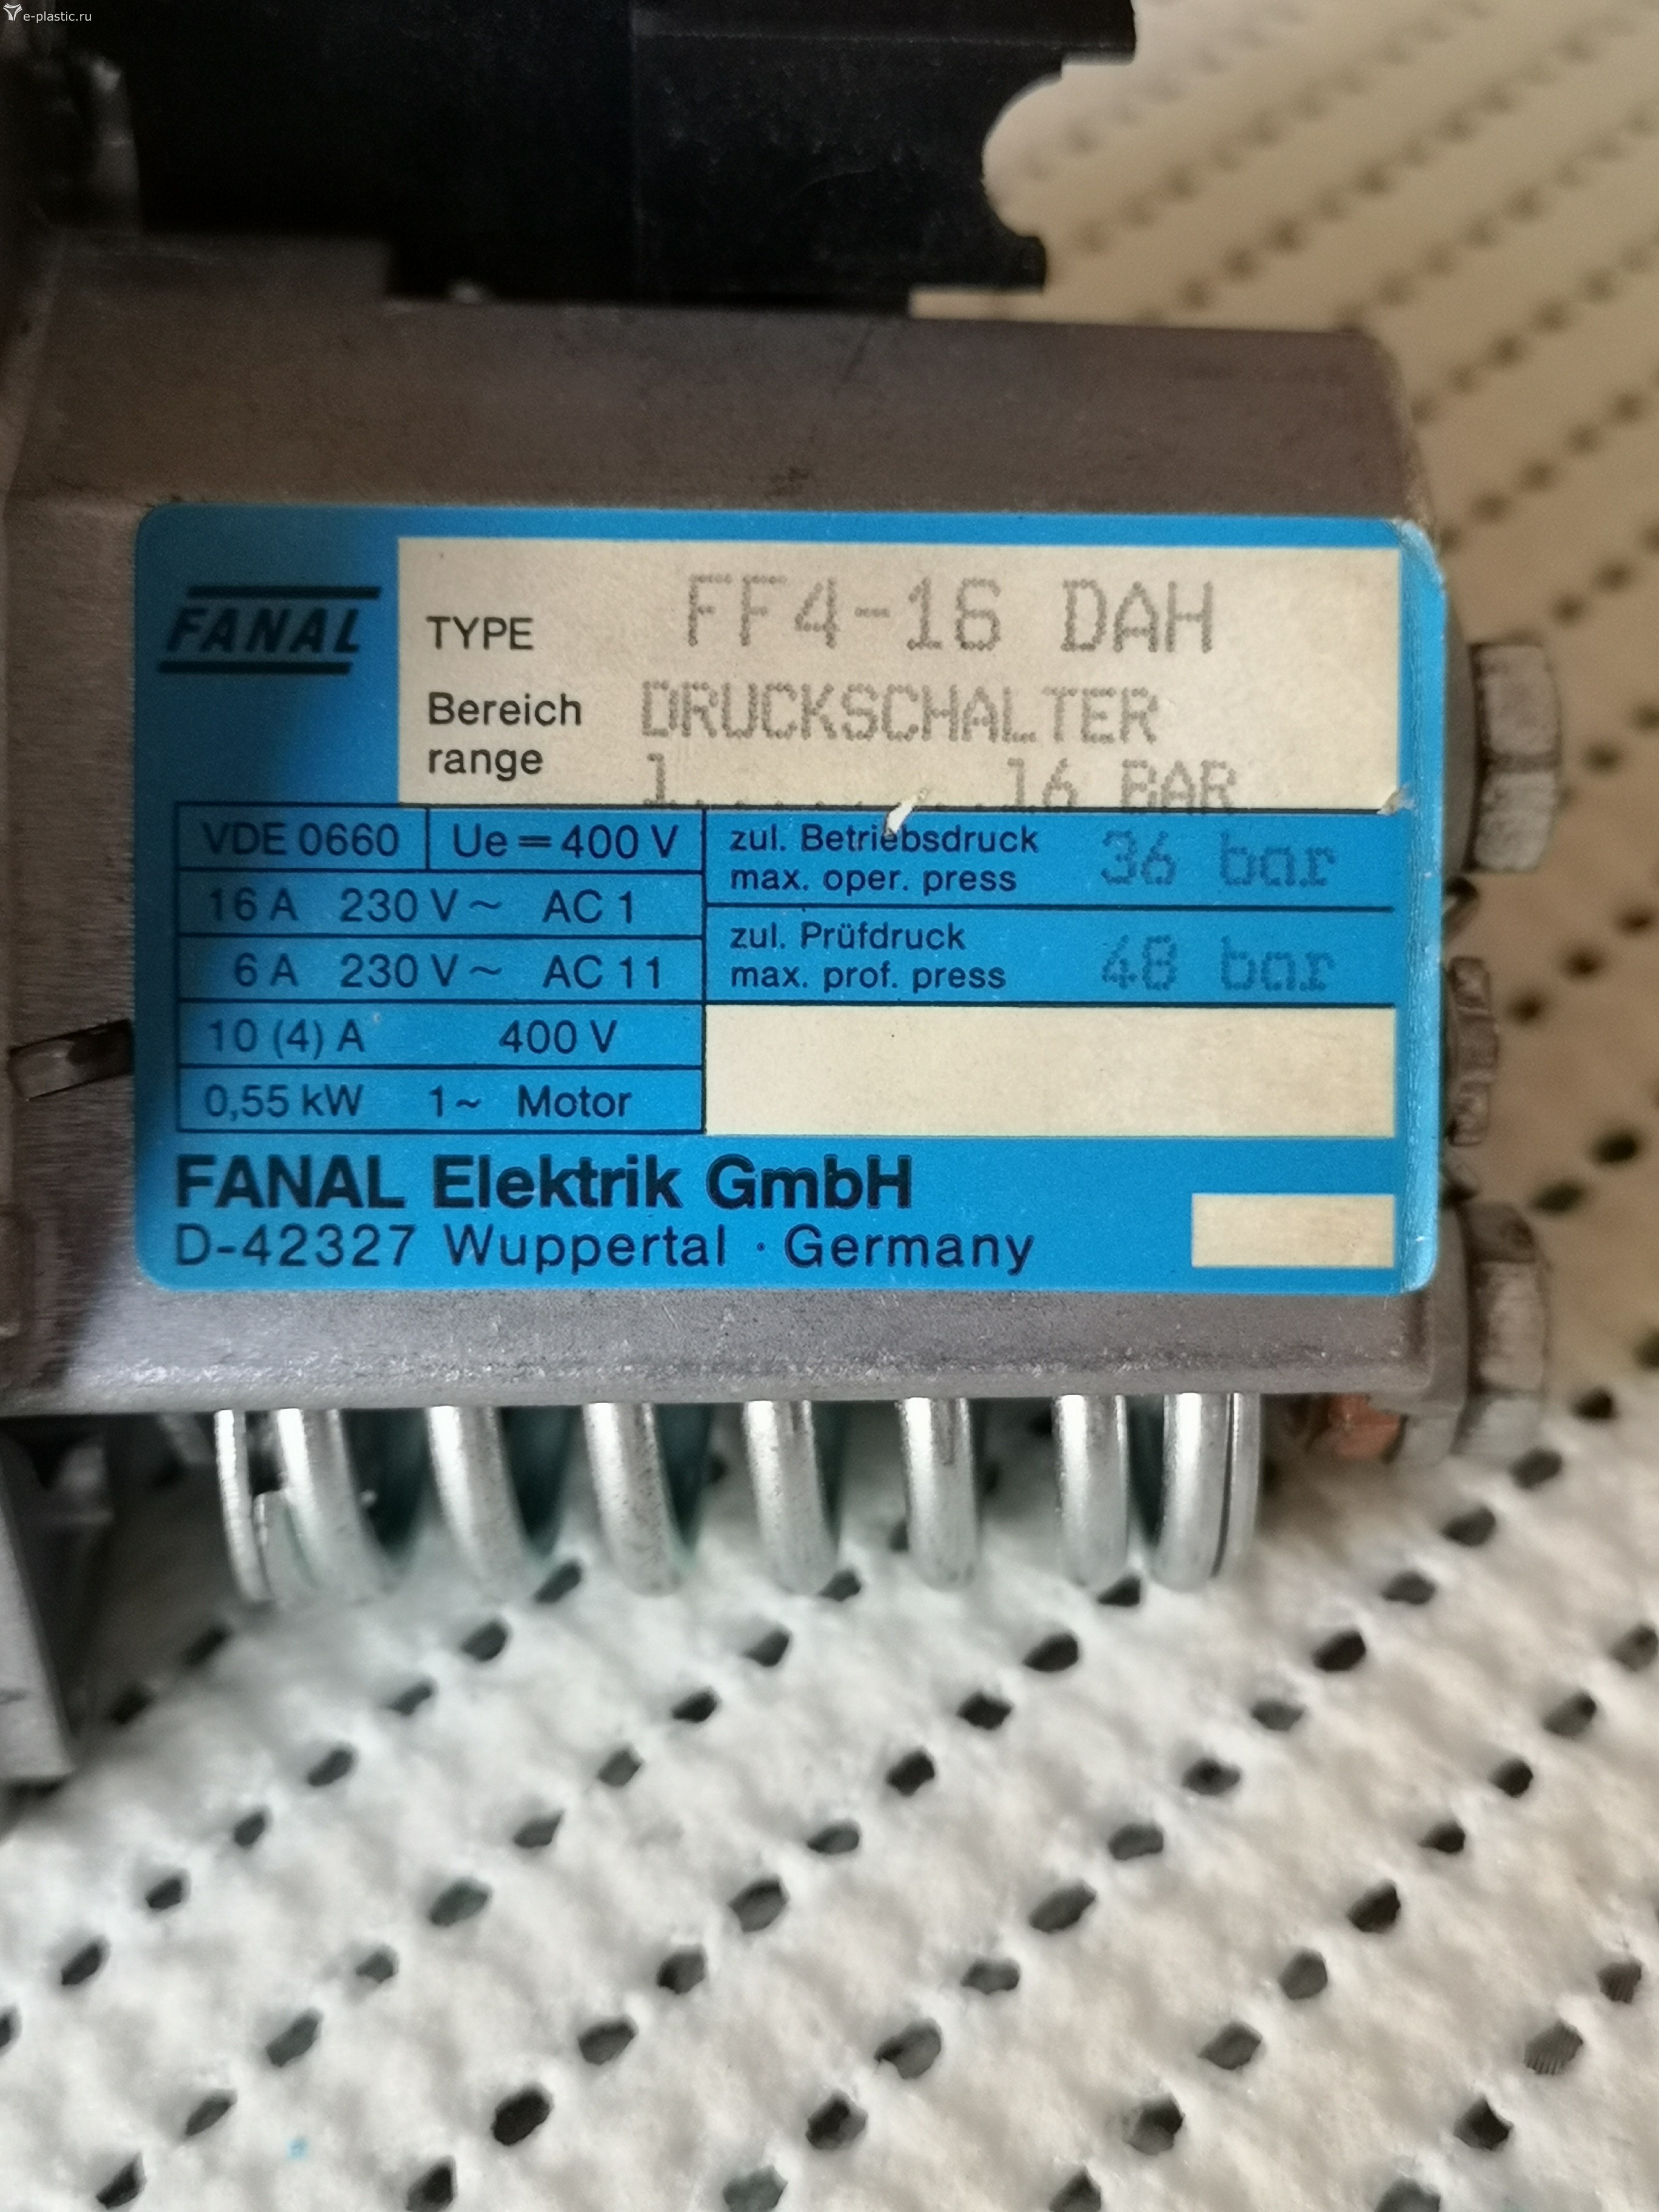 e-plastic.ru
FANAL
TYPE FF4-16 DAH
Bereich DRUCKSCHALTER
range 1..........16 BAR
VDE 0660 Ue = 400 V
16 A 230 V ~ AC 1
6 A 230 V ~ AC 11
10 (4) A 400 V
0,55 kW 1~ Motor
zul. Betriebsdruck
max. oper. press 36 bar
zul. Prüfdruck
max. prof. press 48 bar
FANAL Elektrik GmbH
D-42327 Wuppertal · Germany